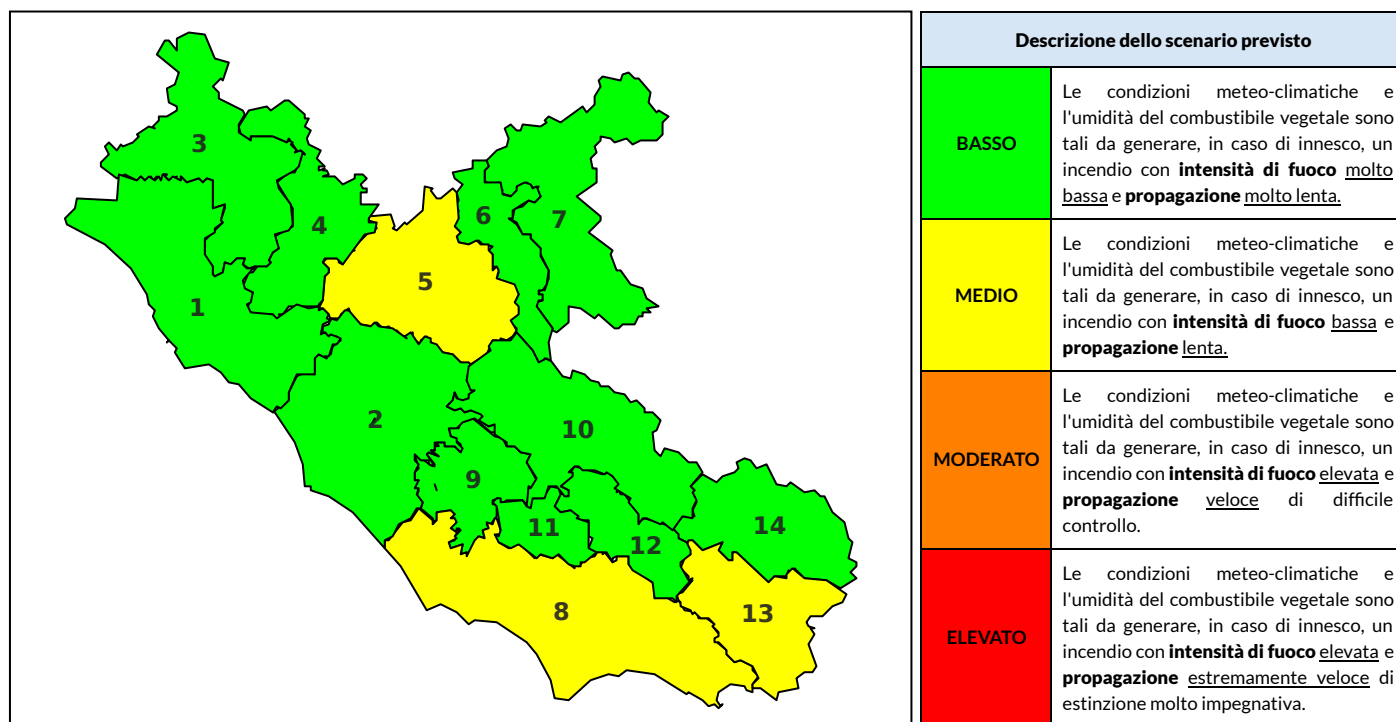 3
4
6
7
5
1
2
10
9
11
12
14
8
13
Descrizione dello scenario previsto
BASSO
Le condizioni meteo-climatiche e
l'umidità del combustibile vegetale sono
tali da generare, in caso di innesco, un
incendio con intensità di fuoco molto
bassa e propagazione molto lenta.
MEDIO
Le condizioni meteo-climatiche e
l'umidità del combustibile vegetale sono
tali da generare, in caso di innesco, un
incendio con intensità di fuoco bassa e
propagazione lenta.
MODERATO
Le condizioni meteo-climatiche e
l'umidità del combustibile vegetale sono
tali da generare, in caso di innesco, un
incendio con intensità di fuoco elevata e
propagazione veloce di difficile
controllo.
ELEVATO
Le condizioni meteo-climatiche e
l'umidità del combustibile vegetale sono
tali da generare, in caso di innesco, un
incendio con intensità di fuoco elevata e
propagazione estremamente veloce di
estinzione molto impegnativa.